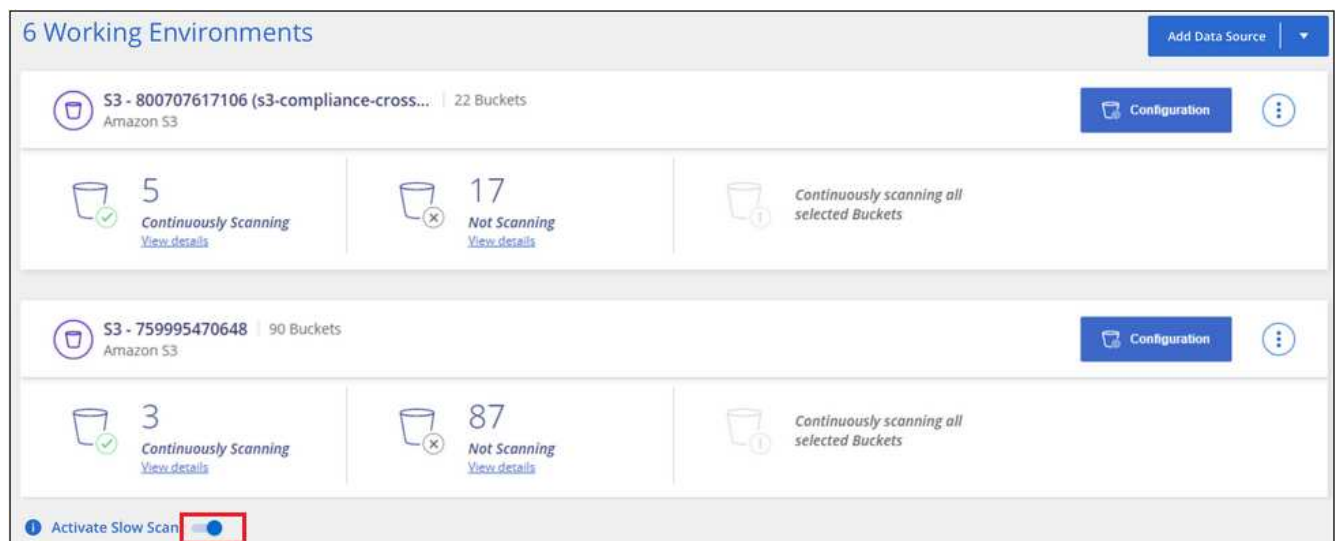 6 Working Environments
Add Data Source
S3 - 800707617106 (s3-compliance-cross... 22 Buckets
Amazon S3
Configuration
5
Continuously Scanning
View details
17
Not Scanning
View details
Continuously scanning all
selected Buckets
S3 - 759995470648 90 Buckets
Amazon S3
Configuration
3
Continuously Scanning
View details
87
Not Scanning
View details
Continuously scanning all
selected Buckets
Activate Slow Scan